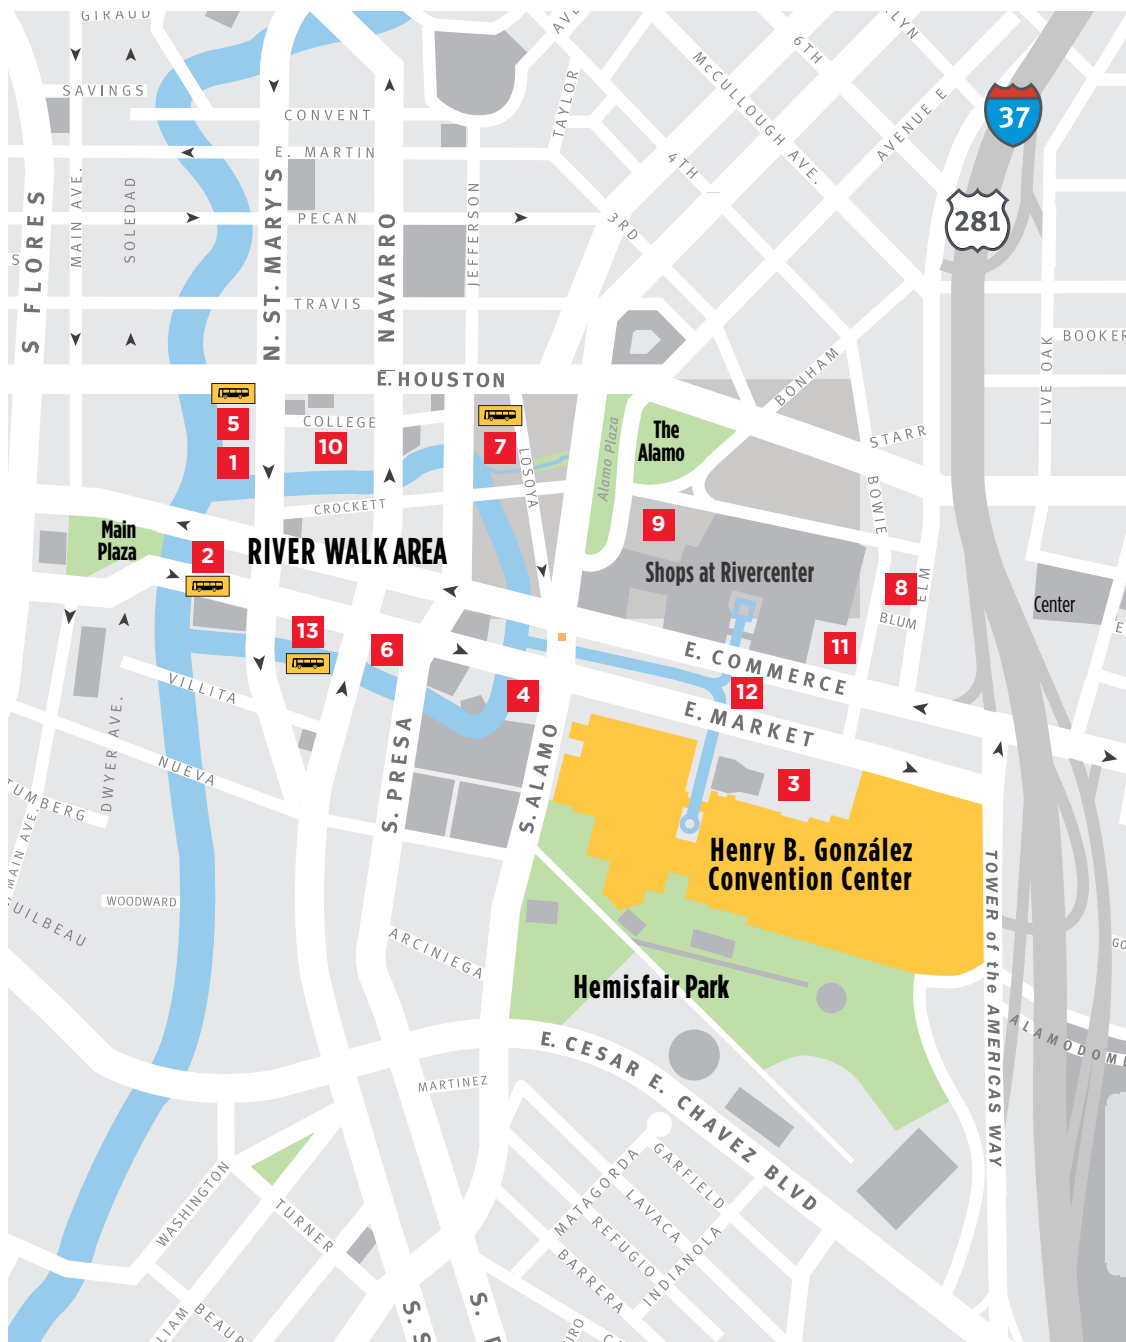 GIRAUD
SAVINGS
CONVENT
E. MARTIN
PECAN
TRAVIS
S FLORES
MAIN AVE.
SOLEDAD
N. ST. MARY'S
NAVARRO
JEFFERSON
TAYLOR
6TH
McCULLOUGH AVE.
AVENUE E
4TH
3RD
37
281
LIVE OAK
BOOKER
E. HOUSTON
COLLEGE
CROCKETT
LOSOYA
Alamo Plaza
The
Alamo
BONHAM
STARR
BOWIE
ELM
BLUM
5
1
10
7
9
8
Main
Plaza
2
RIVER WALK AREA
Shops at Rivercenter
Center
13
6
11
4
12
3
E. COMMERCE
E. MARKET
VILLITA
NUEVA
DWYER AVE.
MAIN AVE.
WOODWARD
S. PRESA
S. ALAMO
ARCINIEGA
Henry B. González
Convention Center
Hemisfair Park
TOWER of the AMERICAS WAY
E. CESAR E. CHAVEZ BLVD
MARTINEZ
WASHINGTON
TURNER
MATAGORDA
GARFIELD
LAVACA
REFUGIO
BARRERA
INDIANOLA